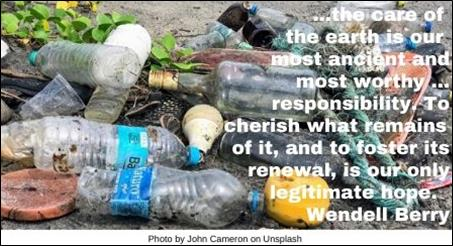 ...the care of
the earth is our
most ancient and
most worthy ...
responsibility. To
cherish what remains
of it, and to foster its
renewal, is our only
legitimate hope.
Wendell Berry
Photo by John Cameron on Unsplash